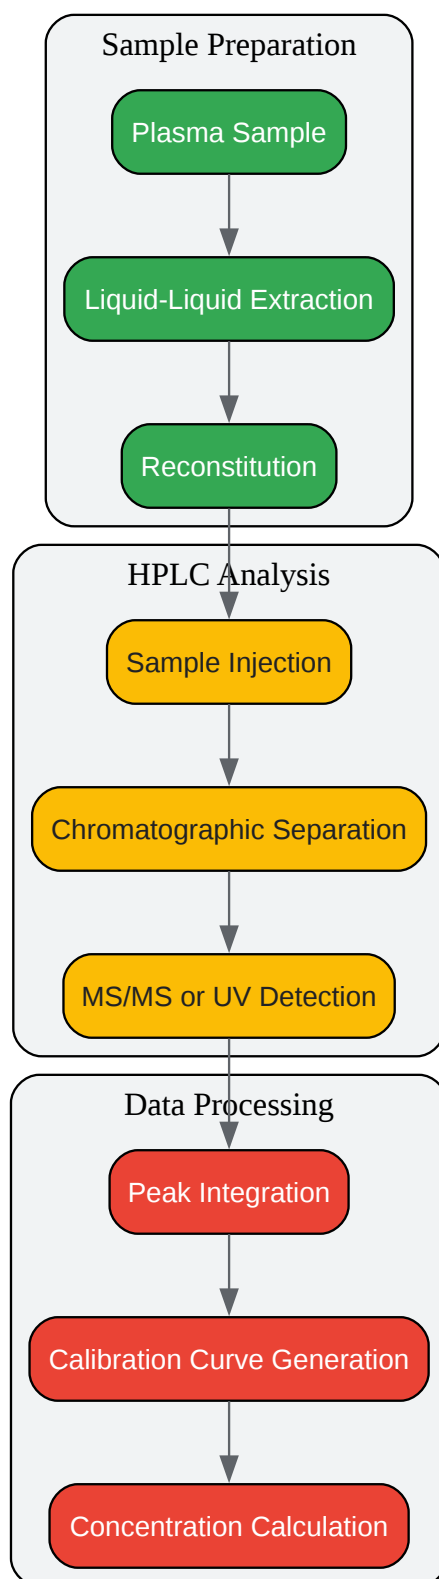 Sample Preparation
Plasma Sample
Liquid-Liquid Extraction
Reconstitution
HPLC Analysis
Sample Injection
Chromatographic Separation
MS/MS or UV Detection
Data Processing
Peak Integration
Calibration Curve Generation
Concentration Calculation